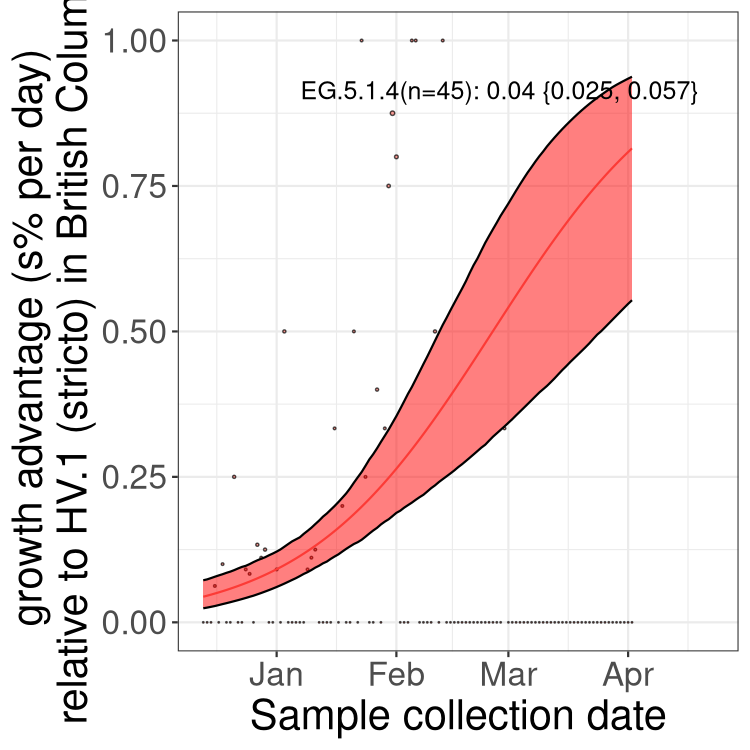 growth advantage (s% per day)
relative to HV.1 (stricto) in British Colum
1.00
0.75
0.50
0.25
0.00
EG.5.1.4(n=45): 0.04 {0.025, 0.057}
Jan Feb Mar Apr
Sample collection date